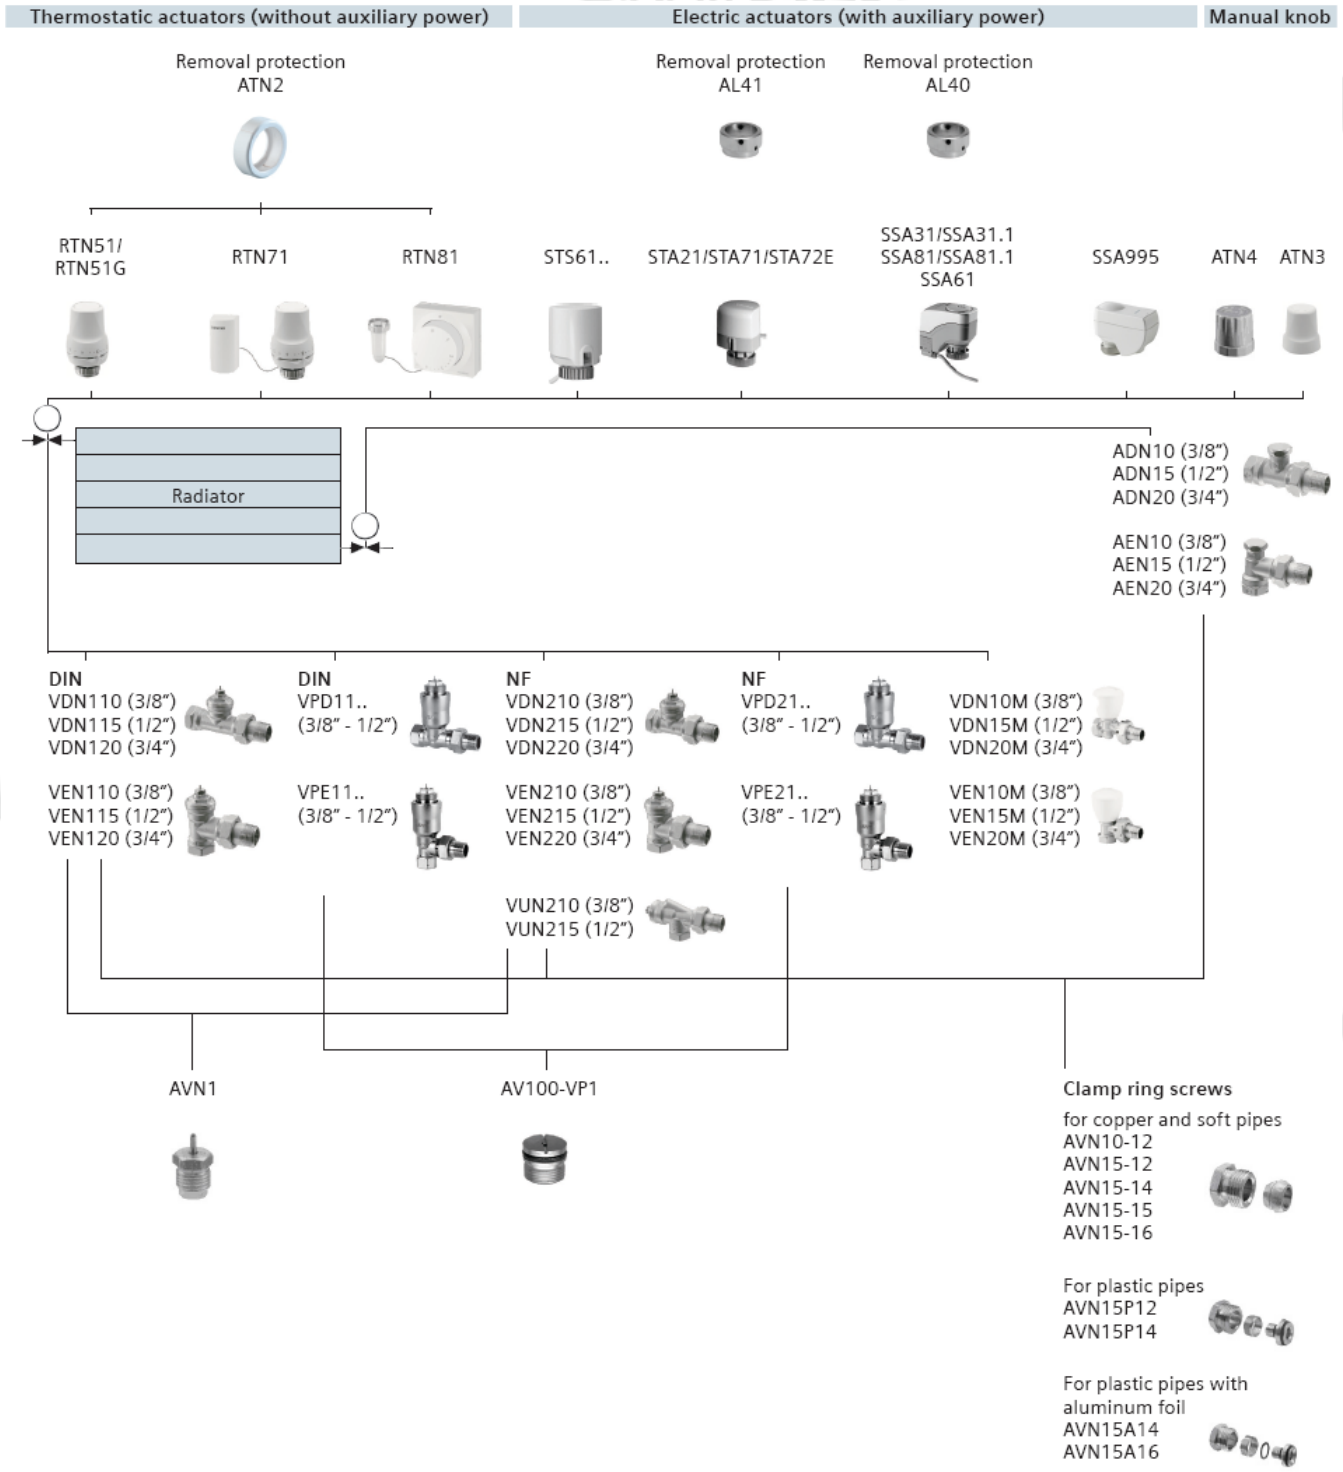 Thermostatic actuators (without auxiliary power)
Electric actuators (with auxiliary power)
Manual knob
Removal protection
ATN2
Removal protection
AL41
Removal protection
AL40
RTN51/
RTN51G
RTN71
RTN81
STS61..
STA21/STA71/STA72E
SSA31/SSA31.1
SSA81/SSA81.1
SSA61
SSA995
ATN4
ATN3
Radiator
ADN10 (3/8”)
ADN15 (1/2”)
ADN20 (3/4”)
AEN10 (3/8”)
AEN15 (1/2”)
AEN20 (3/4”)
DIN
VDN110 (3/8”)
VDN115 (1/2”)
VDN120 (3/4”)
VEN110 (3/8”)
VEN115 (1/2”)
VEN120 (3/4”)
DIN
VPD11..
(3/8” - 1/2”)
VPE11..
(3/8” - 1/2”)
NF
VDN210 (3/8”)
VDN215 (1/2”)
VDN220 (3/4”)
VEN210 (3/8”)
VEN215 (1/2”)
VEN220 (3/4”)
VUN210 (3/8”)
VUN215 (1/2”)
NF
VPD21..
(3/8” - 1/2”)
VPE21..
(3/8” - 1/2”)
VDN10M (3/8”)
VDN15M (1/2”)
VDN20M (3/4”)
VEN10M (3/8”)
VEN15M (1/2”)
VEN20M (3/4”)
AVN1
AV100-VP1
Clamp ring screws
for copper and soft pipes
AVN10-12
AVN15-12
AVN15-14
AVN15-15
AVN15-16
For plastic pipes
AVN15P12
AVN15P14
For plastic pipes with
aluminum foil
AVN15A14
AVN15A16